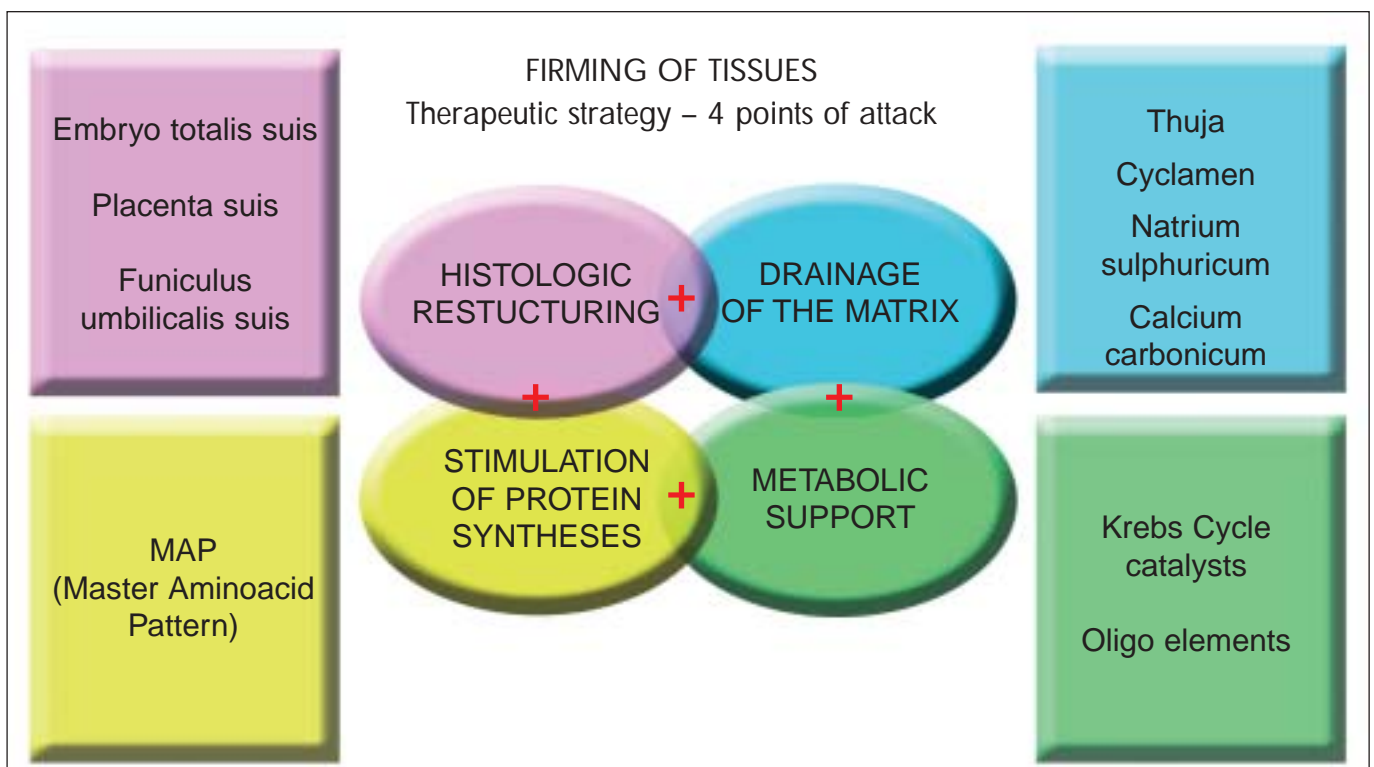 FIRMING OF TISSUES
Therapeutic strategy – 4 points of attack
Embryo totalis suis
Placenta suis
Funiculus
umbilicalis suis
HISTOLOGIC
RESTUCTURING
+
DRAINAGE
OF THE MATRIX
Thuja
Cyclamen
Natrium
sulphuricum
Calcium
carbonicum
+
+
MAP
(Master Aminoacid
Pattern)
STIMULATION
OF PROTEIN
SYNTHESES
+
METABOLIC
SUPPORT
Krebs Cycle
catalysts
Oligo elements